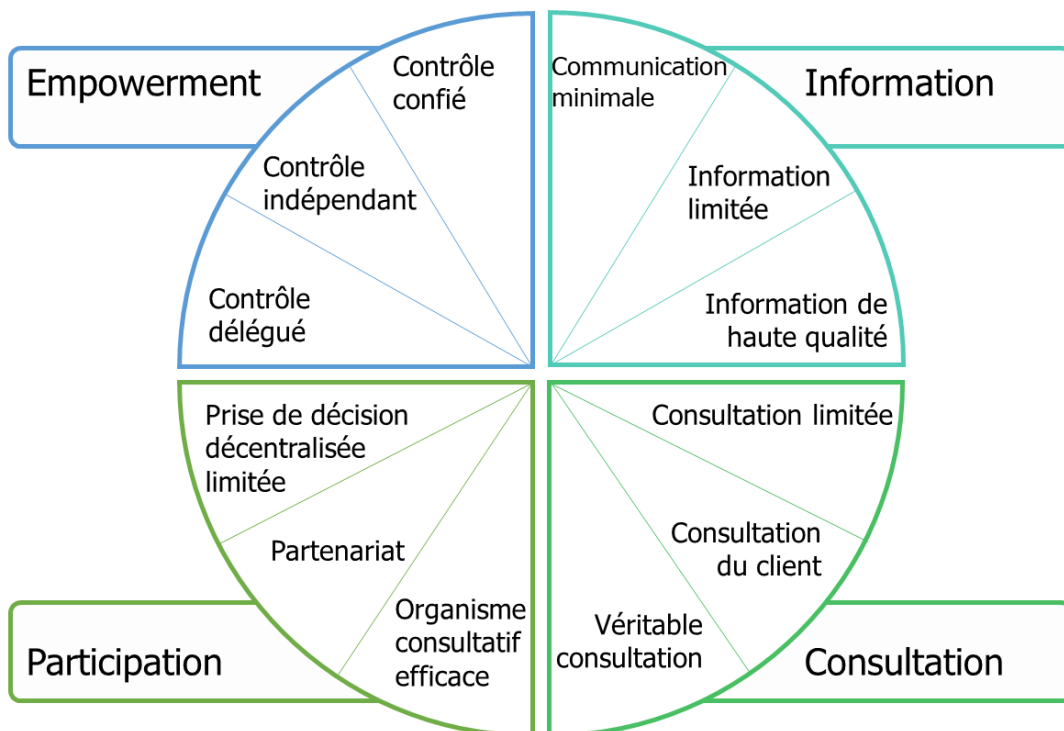 Empowerment
Contrôle
confié
Contrôle
indépendant
Contrôle
délégué
Communication
minimale
Information
Information
limitée
Information de
haute qualité
Prise de décision
décentralisée
limitée
Partenariat
Organisme
consultatif
efficace
Participation
Consultation limitée
Consultation
du client
Véritable
consultation
Consultation